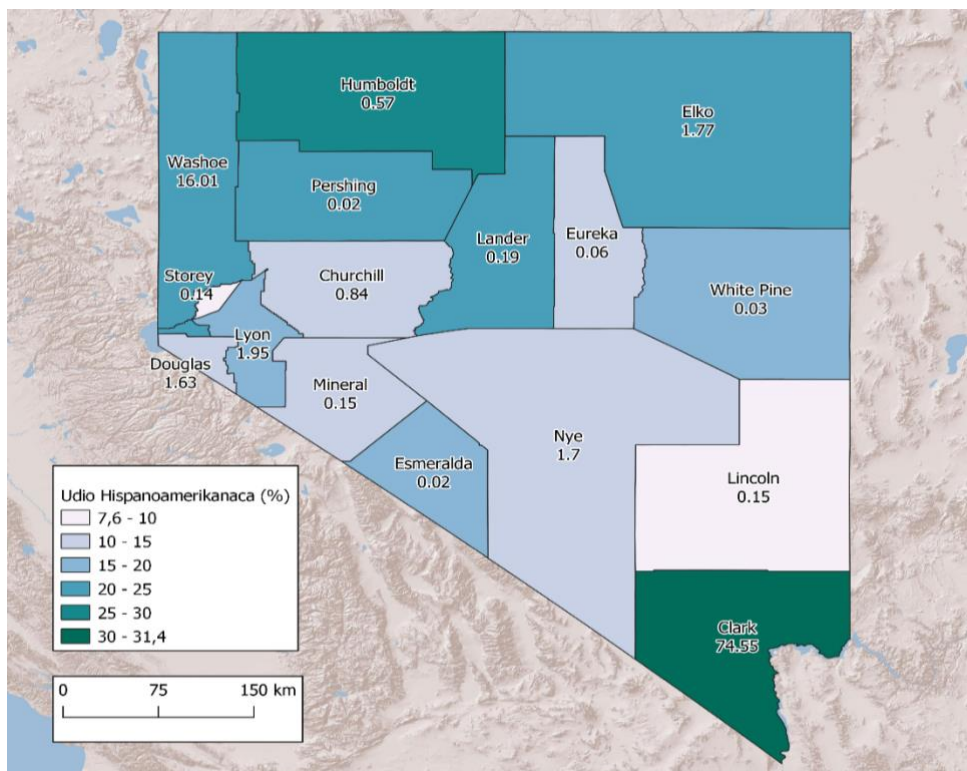 Humboldt
0.57
Elko
1.77
Washoe
16.01
Pershing
0.02
Lander
0.19
Eureka
0.06
Storey
0.14
Churchill
0.84
White Pine
0.03
Lyon
1.95
Douglas
1.63
Mineral
0.15
Nye
1.7
Esmeralda
0.02
Lincoln
0.15
Clark
74.55
Udio Hispanoamerikanaca (%)
7,6 - 10
10 - 15
15 - 20
20 - 25
25 - 30
30 - 31,4
0 75 150 km